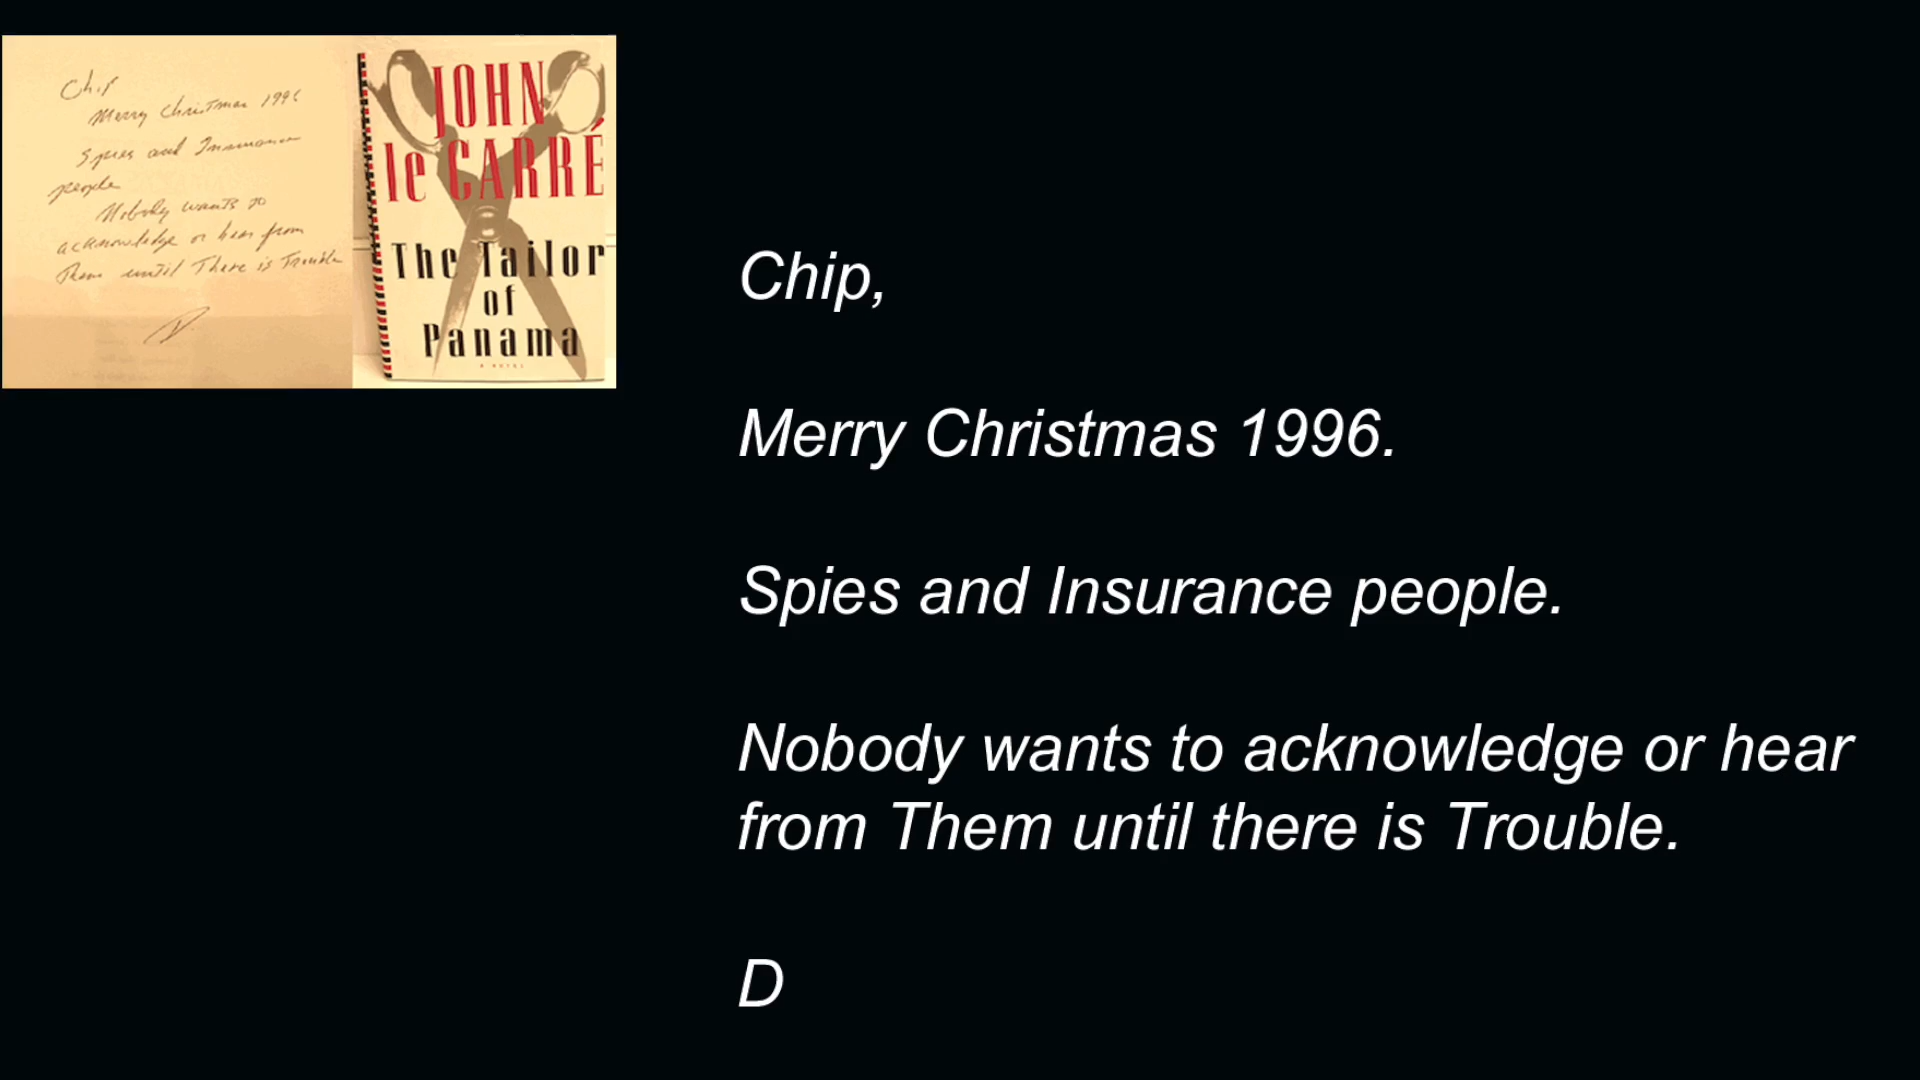 Chip
Merry Christmas 1996
Spies and Insurance
people
Nobody wants to
acknowledge or hear from
Them until There is Trouble
D
JOHN
le CARRÉ
The Tailor
of
Panama
A NOVEL
Chip,
Merry Christmas 1996.
Spies and Insurance people.
Nobody wants to acknowledge or hear
from Them until there is Trouble.
D